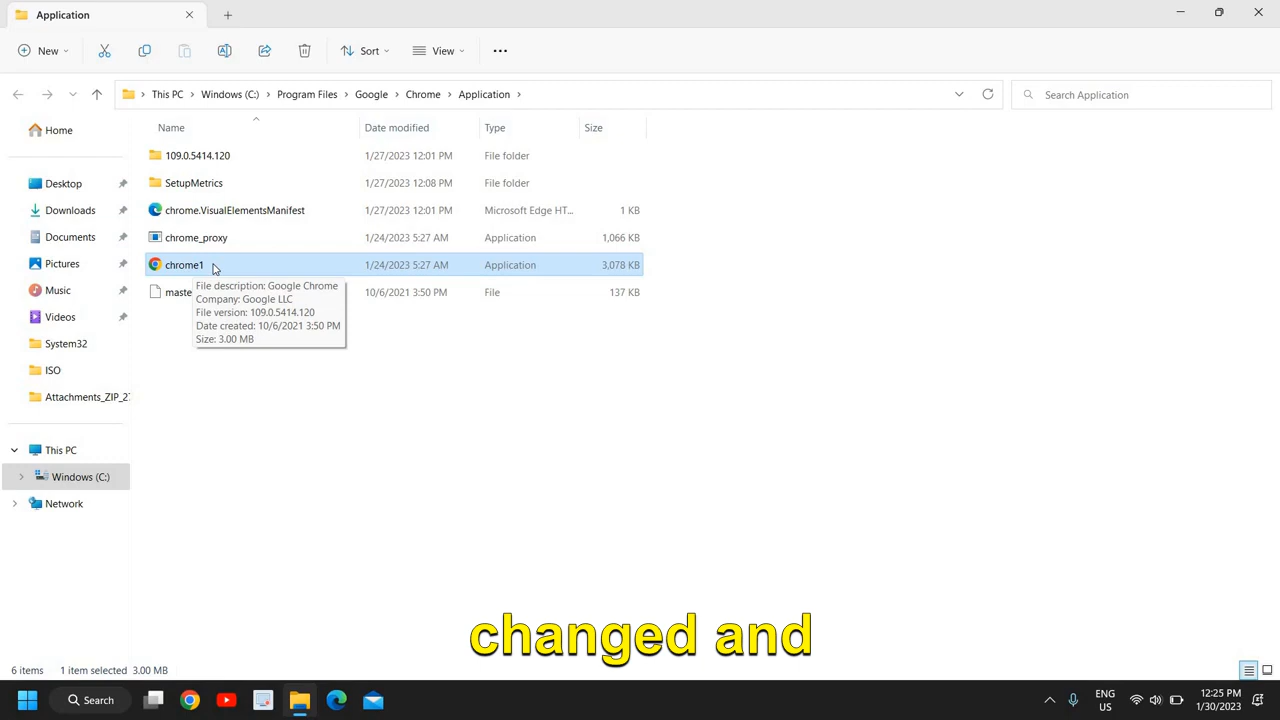 Application
New
Sort
View
This PC > Windows (C:) > Program Files > Google > Chrome > Application >
Search Application
Name Date modified Type Size
Home
Desktop
Downloads
Documents
Pictures
Music
Videos
System32
ISO
Attachments_ZIP_27
This PC
Windows (C:)
Network
109.0.5414.120 1/27/2023 12:01 PM File folder
SetupMetrics 1/27/2023 12:08 PM File folder
chrome.VisualElementsManifest 1/27/2023 12:01 PM Microsoft Edge HT... 1 KB
chrome_proxy 1/24/2023 5:27 AM Application 1,066 KB
chrome1 1/24/2023 5:27 AM Application 3,078 KB
maste 10/6/2021 3:50 PM File 137 KB
File description: Google Chrome
Company: Google LLC
File version: 109.0.5414.120
Date created: 10/6/2021 3:50 PM
Size: 3.00 MB
changed and
6 items 1 item selected 3.00 MB
Search
ENG
US
12:25 PM
1/30/2023